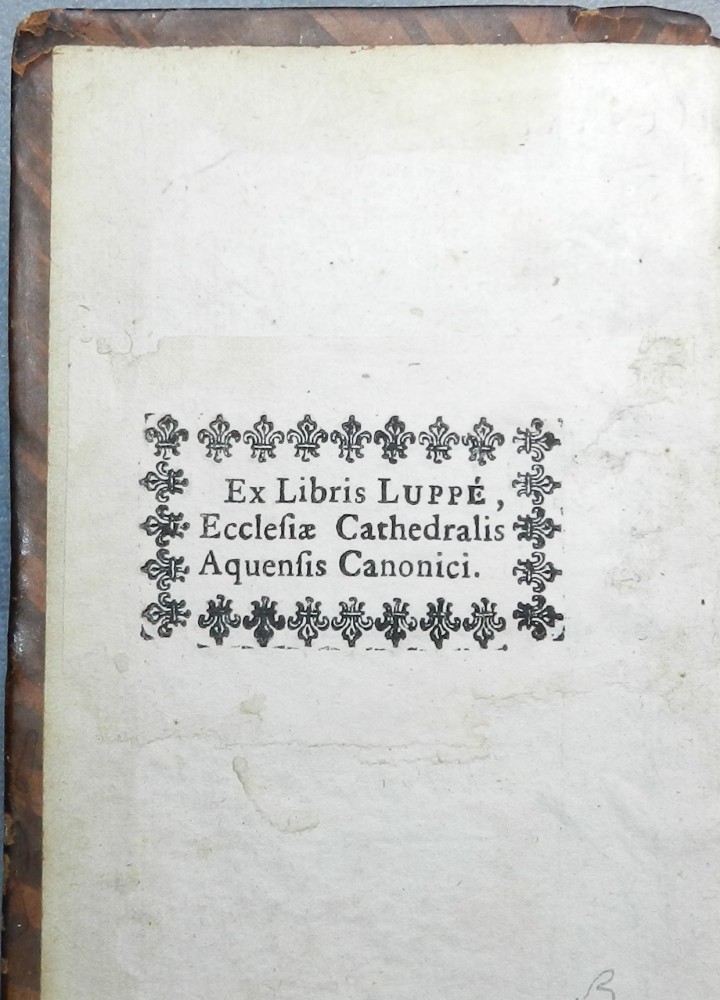 Ex Libris LUPPÉ,
Eccleſiæ Cathedralis
Aquenſis Canonici.